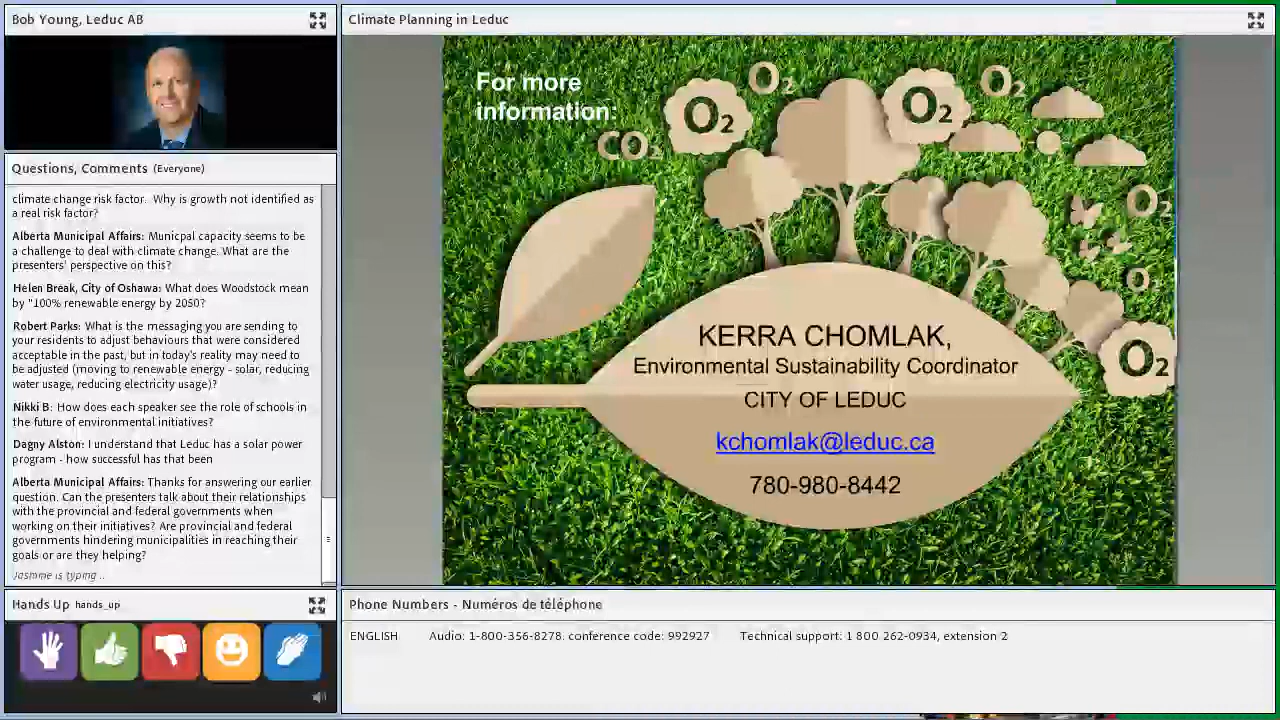 Bob Young, Leduc AB
Questions, Comments (Everyone)
climate change risk factor. Why is growth not identified as
a real risk factor?
Alberta Municipal Affairs: Municpal capacity seems to be
a challenge to deal with climate change. What are the
presenters' perspective on this?
Helen Break, City of Oshawa: What does Woodstock mean
by "100% renewable energy by 2050?
Robert Parks: What is the messaging you are sending to
your residents to adjust behaviours that were considered
acceptable in the past, but in today's reality may need to
be adjusted (moving to renewable energy - solar, reducing
water usage, reducing electricity usage)?
Nikki B: How does each speaker see the role of schools in
the future of environmental initiatives?
Dagny Alston: I understand that Leduc has a solar power
program - how successful has that been
Alberta Municipal Affairs: Thanks for answering our earlier
question. Can the presenters talk about their relationships
with the provincial and federal governments when
working on their initiatives? Are provincial and federal
governments hindering municipalities in reaching their
goals or are they helping?
Jasmine is typing ..
Hands Up hands_up
Climate Planning in Leduc
For more
information:
CO2
O2
O2
O2
O2
O2
O2
O2
KERRA CHOMLAK,
Environmental Sustainability Coordinator
CITY OF LEDUC
kchomlak@leduc.ca
780-980-8442
Phone Numbers - Numéros de téléphone
ENGLISH Audio: 1-800-356-8278. conference code: 992927 Technical support: 1 800 262-0934, extension 2